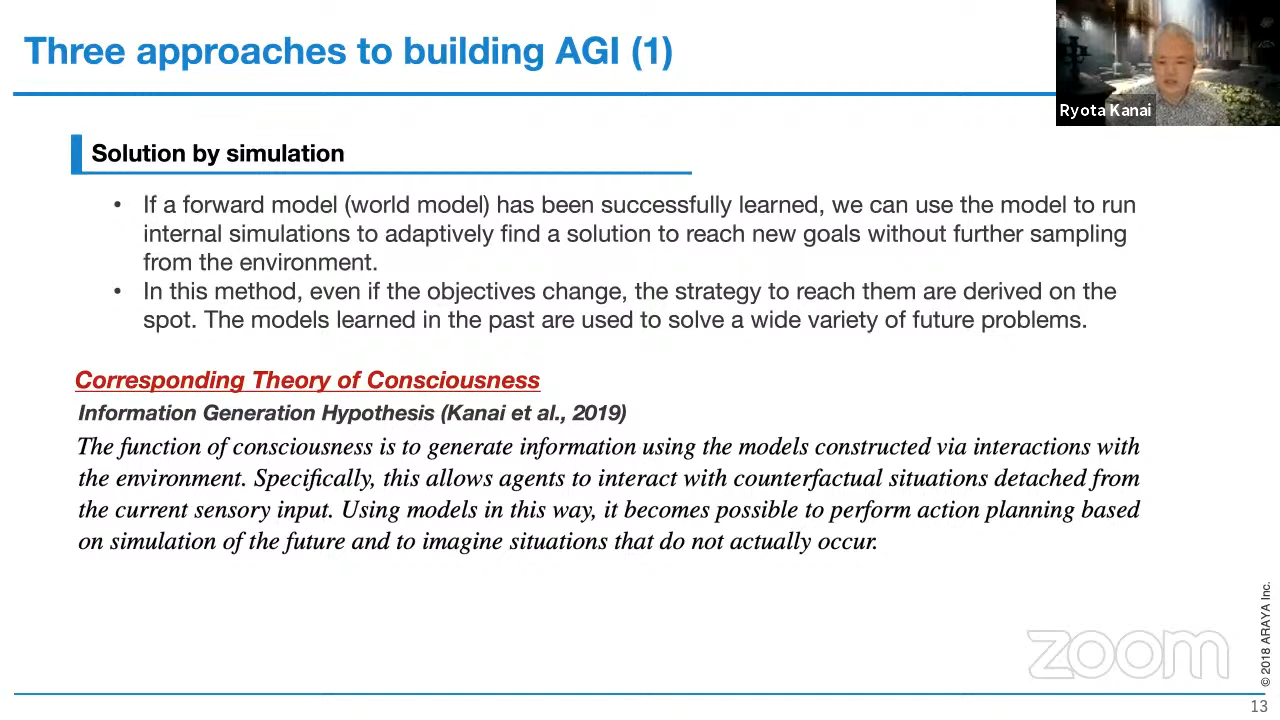 Three approaches to building AGI (1)
Ryota Kanai
Solution by simulation
• If a forward model (world model) has been successfully learned, we can use the model to run
internal simulations to adaptively find a solution to reach new goals without further sampling
from the environment.
• In this method, even if the objectives change, the strategy to reach them are derived on the
spot. The models learned in the past are used to solve a wide variety of future problems.
Corresponding Theory of Consciousness
Information Generation Hypothesis (Kanai et al., 2019)
The function of consciousness is to generate information using the models constructed via interactions with
the environment. Specifically, this allows agents to interact with counterfactual situations detached from
the current sensory input. Using models in this way, it becomes possible to perform action planning based
on simulation of the future and to imagine situations that do not actually occur.
zoom
© 2018 ARAYA Inc.
13